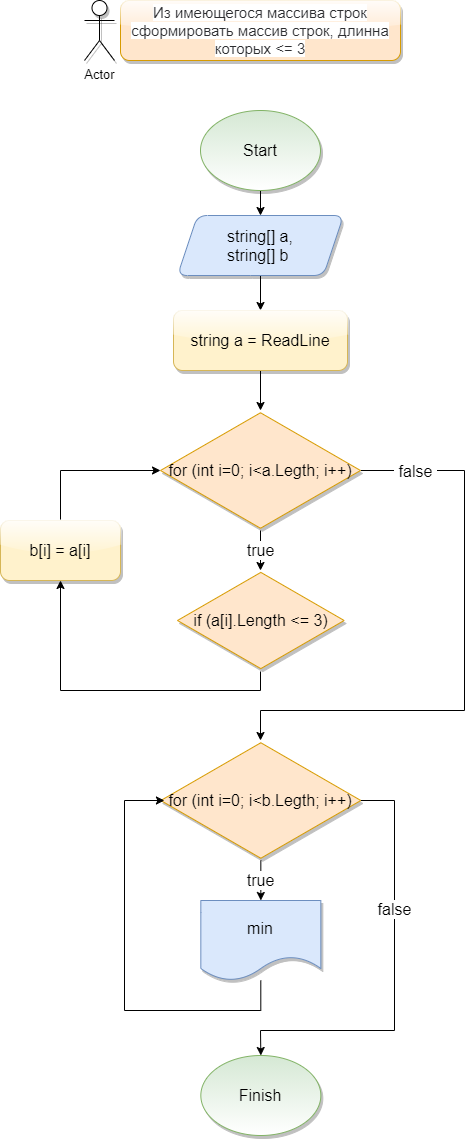 Из имеющегося массива строк
сформировать массив строк, длинна
которых <= 3
Actor
Start
string[] a,
string[] b
string a = ReadLine
for (int i=0; i<a.Legth; i++)
false
true
b[i] = a[i]
if (a[i].Length <= 3)
for (int i=0; i<b.Legth; i++)
true
false
min
Finish